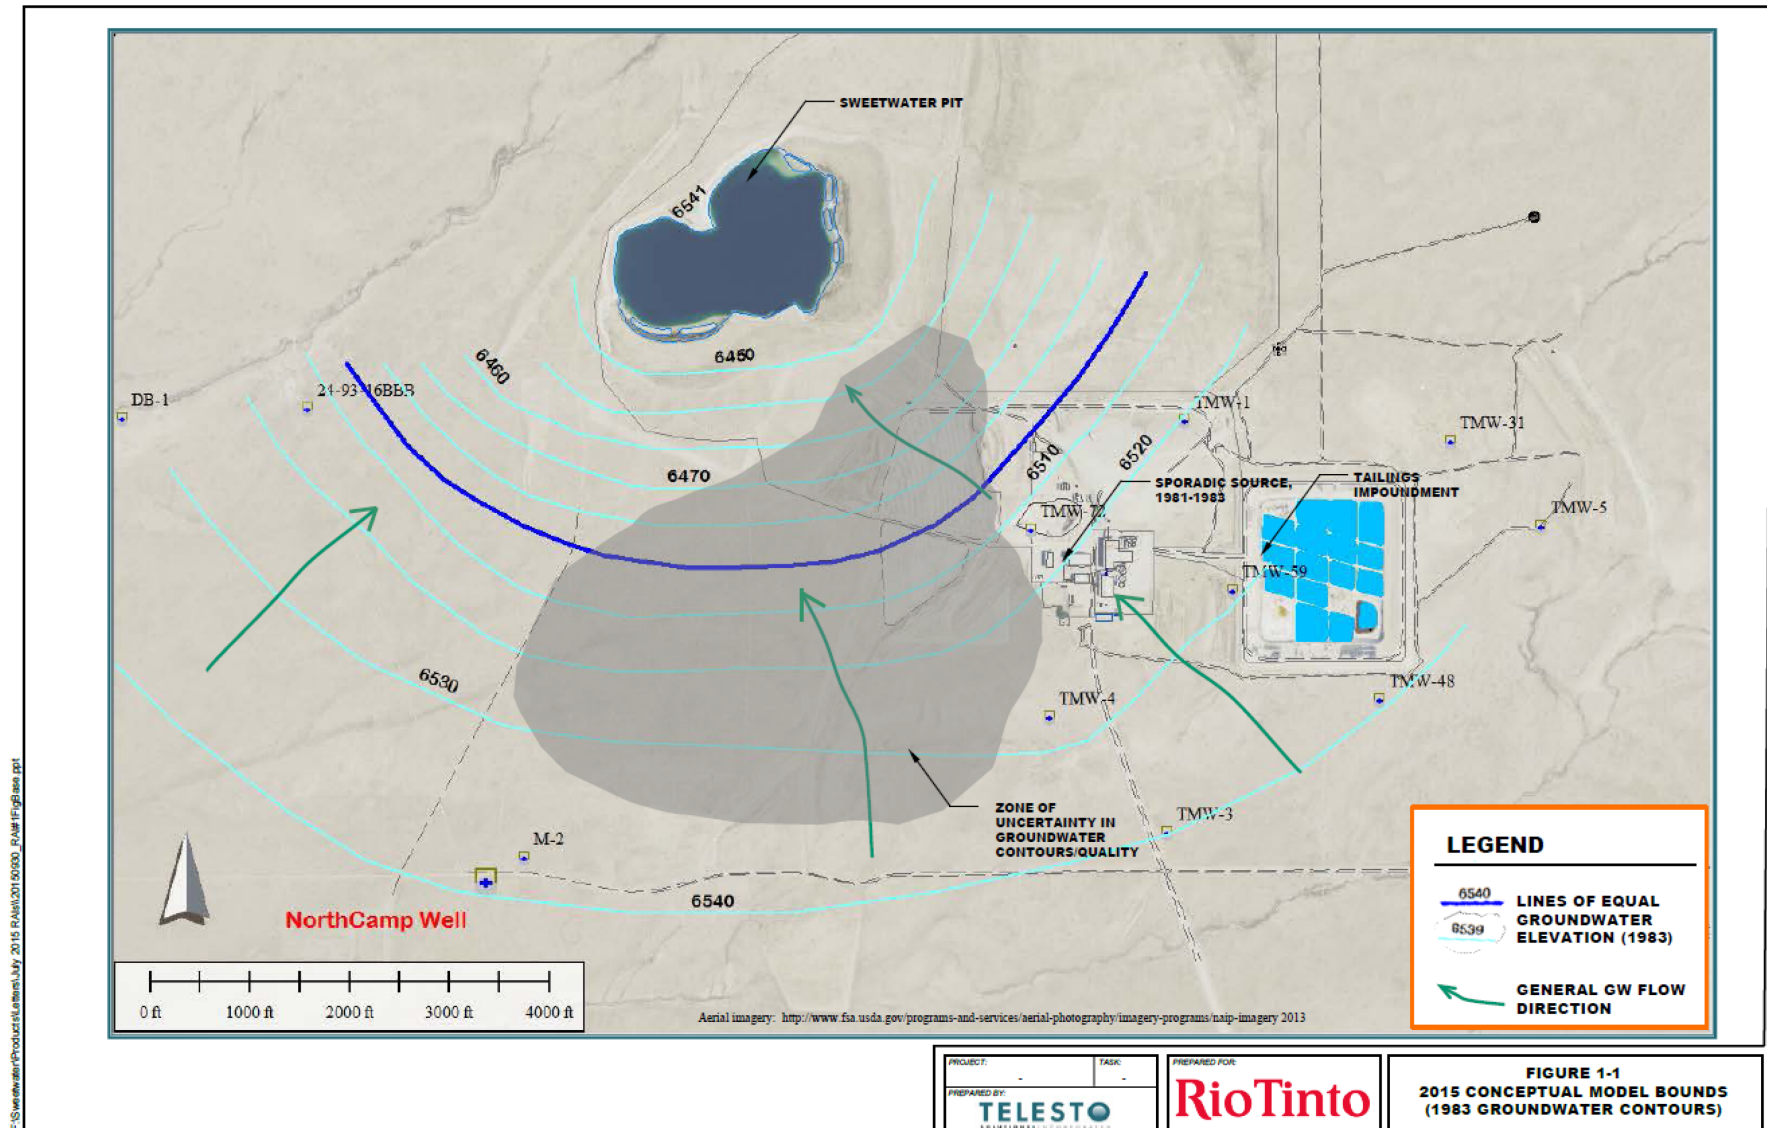 SWEETWATER PIT
6541
6460
6460
6470
DB-1
24-93-16BBB
TMW-1
TMW-31
6510
6520
SPORADIC SOURCE,
1981-1983
TAILINGS
IMPOUNDMENT
TMW-72
TMW-5
TMW-59
6530
TMW-4
TMW-48
ZONE OF
UNCERTAINTY IN
GROUNDWATER
CONTOURS/QUALITY
TMW-3
M-2
NorthCamp Well
6540
LEGEND
6540
6539
LINES OF EQUAL
GROUNDWATER
ELEVATION (1983)
GENERAL GW FLOW
DIRECTION
0 ft
1000 ft
2000 ft
3000 ft
4000 ft
Aerial imagery: http://www.fsa.usda.gov/programs-and-services/aerial-photography/imagery-programs/naip-imagery 2013
PROJECT:
-
TASK:
-
PREPARED BY:
TELESTO
PREPARED FOR:
RioTinto
FIGURE 1-1
2015 CONCEPTUAL MODEL BOUNDS
(1983 GROUNDWATER CONTOURS)